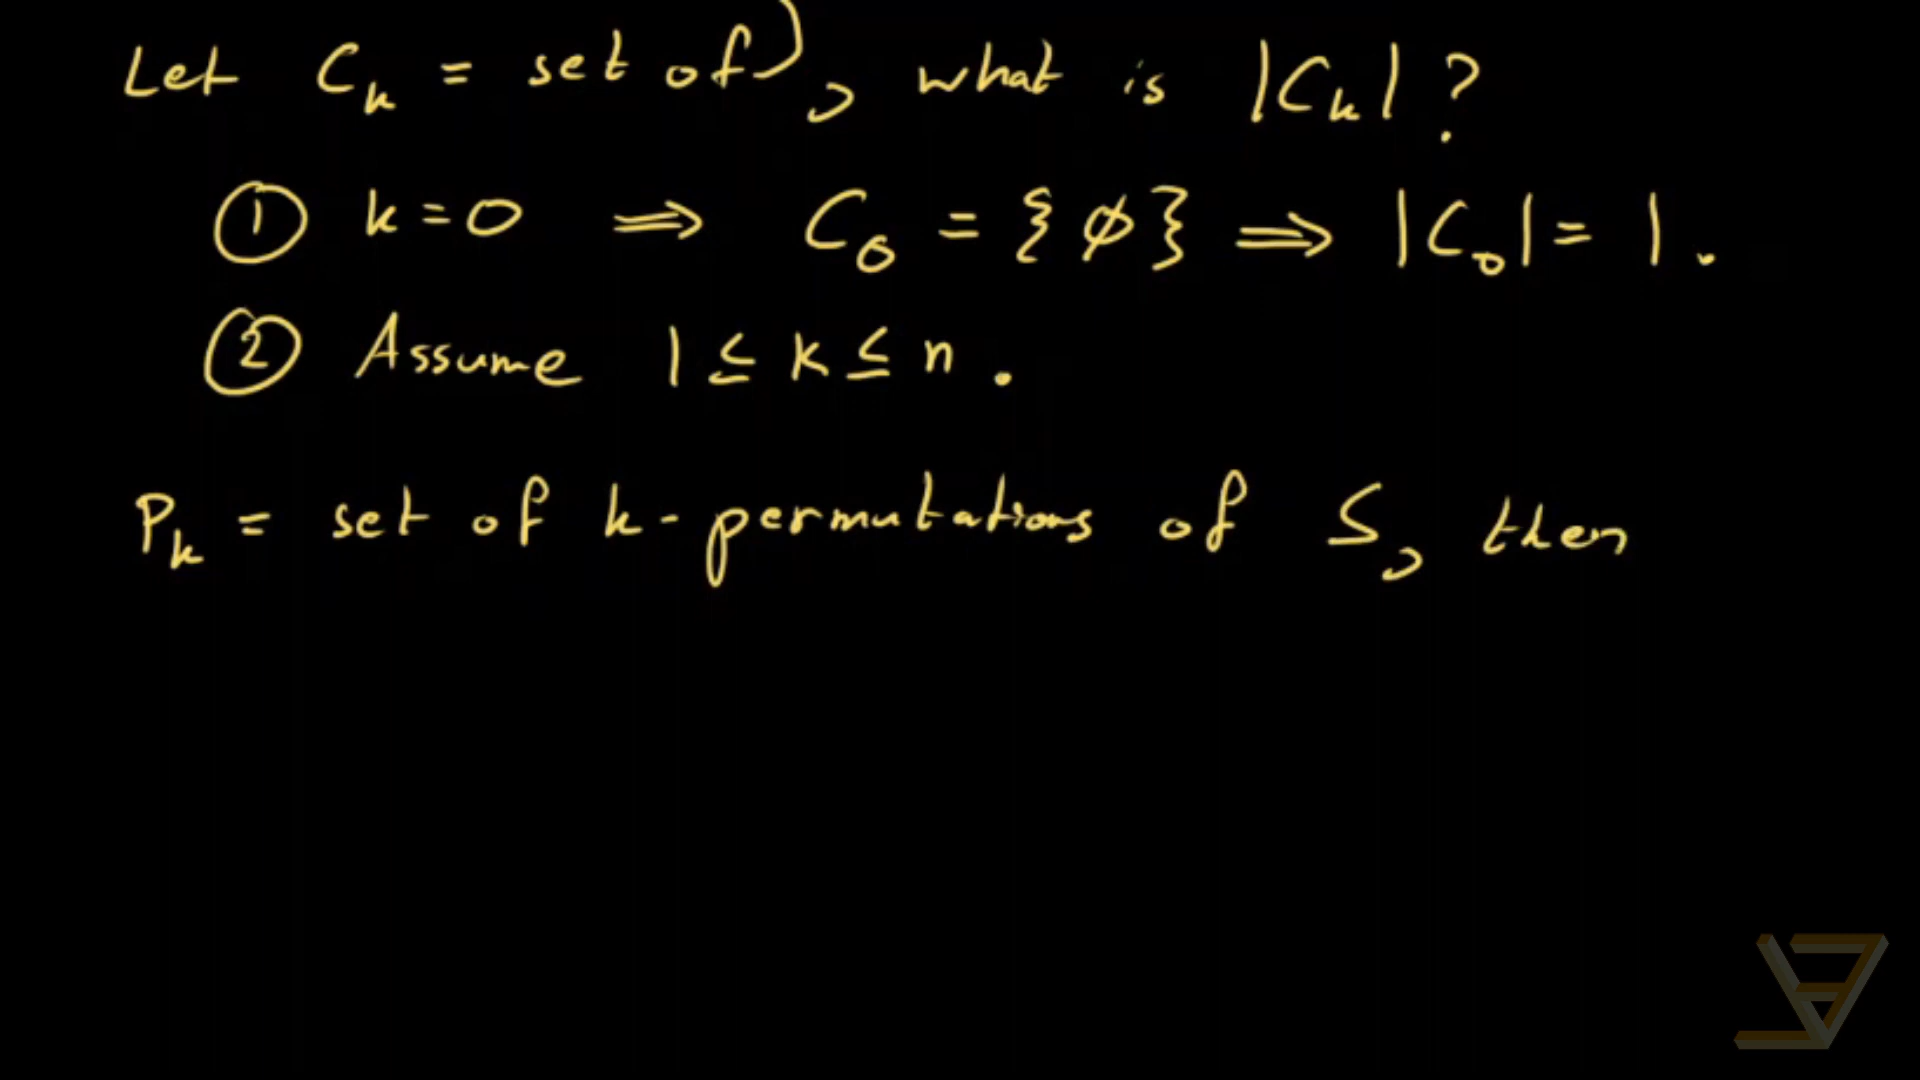 Let Cₖ = set of ), what is |Cₖ| ?
① k = 0 ⟹ C₀ = { ∅ } ⟹ |C₀| = 1 .
② Assume 1 ≤ k ≤ n .
Pₖ = set of k-permutations of S, then